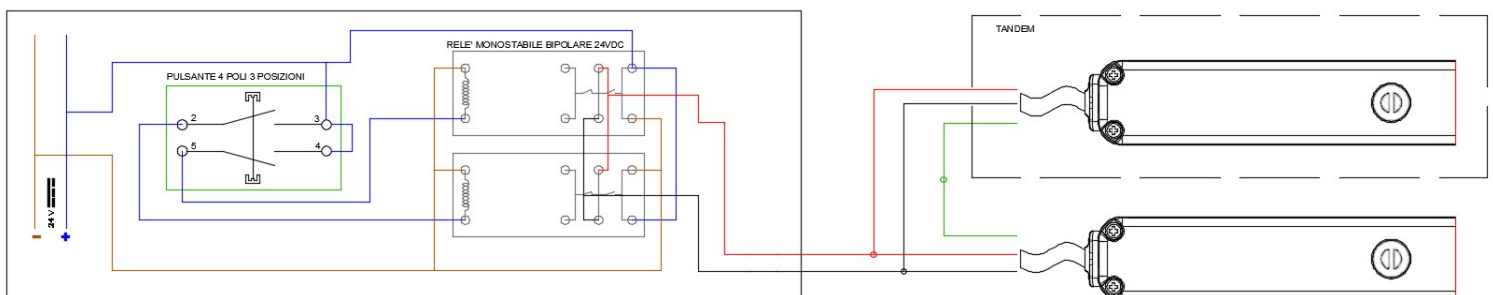 TANDEM
RELE' MONOSTABILE BIPOLARE 24VDC
PULSANTE 4 POLI 3 POSIZIONI
2
3
5
4
24 V
- +